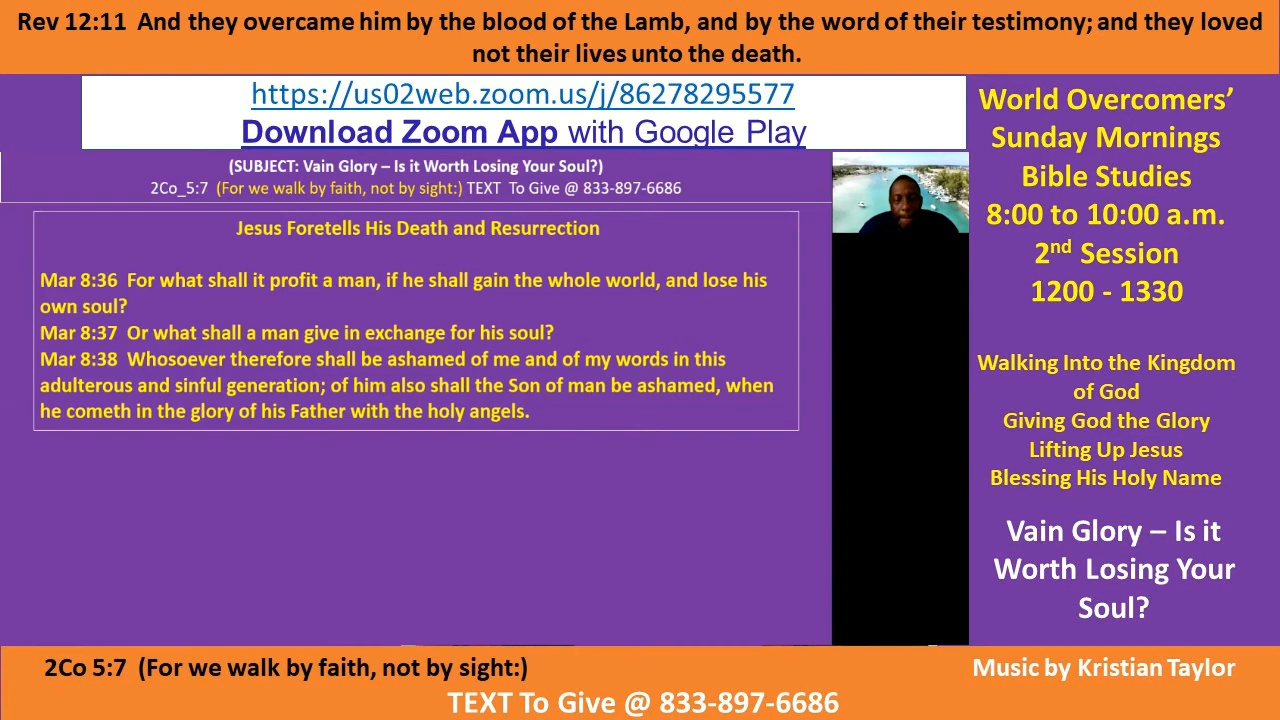 Rev 12:11  And they overcame him by the blood of the Lamb, and by the word of their testimony; and they loved
not their lives unto the death.
https://us02web.zoom.us/j/86278295577
Download Zoom App with Google Play
(SUBJECT: Vain Glory – Is it Worth Losing Your Soul?)
2Co_5:7  (For we walk by faith, not by sight:) TEXT  To Give @ 833-897-6686
Jesus Foretells His Death and Resurrection
Mar 8:36  For what shall it profit a man, if he shall gain the whole world, and lose his
own soul?
Mar 8:37  Or what shall a man give in exchange for his soul?
Mar 8:38  Whosoever therefore shall be ashamed of me and of my words in this
adulterous and sinful generation; of him also shall the Son of man be ashamed, when
he cometh in the glory of his Father with the holy angels.
World Overcomers’
Sunday Mornings
Bible Studies
8:00 to 10:00 a.m.
2nd Session
1200 - 1330
Walking Into the Kingdom
of God
Giving God the Glory
Lifting Up Jesus
Blessing His Holy Name
Vain Glory – Is it
Worth Losing Your
Soul?
2Co 5:7  (For we walk by faith, not by sight:)
Music by Kristian Taylor
TEXT To Give @ 833-897-6686